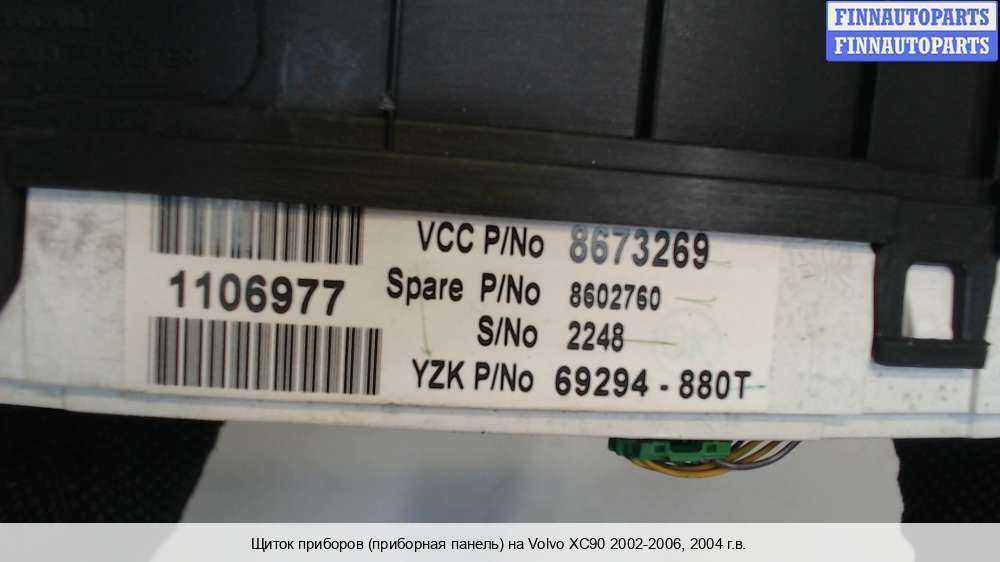 FINNAUTOPARTS
FINNAUTOPARTS
VCC P/No 8673269
1106977
Spare P/No 8602760
S/No 2248
YZK P/No 69294-880T
Щиток приборов (приборная панель) на Volvo XC90 2002-2006, 2004 г.в.